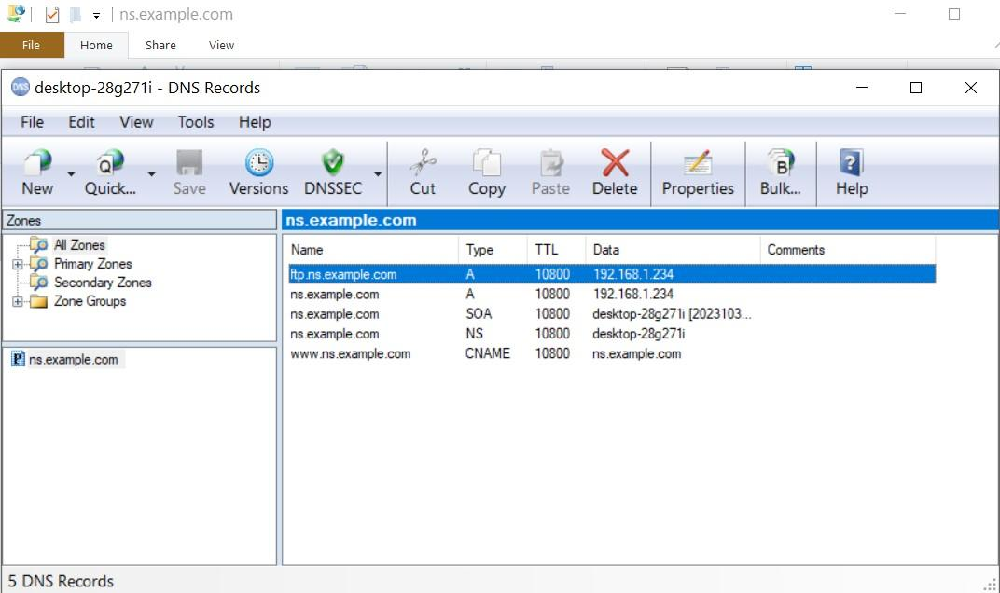 ns.example.com
File Home Share View
DNS desktop-28g271i - DNS Records
File Edit View Tools Help
New Quick... Save Versions DNSSEC Cut Copy Paste Delete Properties Bulk... Help
Zones
All Zones
Primary Zones
Secondary Zones
Zone Groups
ns.example.com
ns.example.com
Name Type TTL Data Comments
ftp.ns.example.com A 10800 192.168.1.234
ns.example.com A 10800 192.168.1.234
ns.example.com SOA 10800 desktop-28g271i [2023103...
ns.example.com NS 10800 desktop-28g271i
www.ns.example.com CNAME 10800 ns.example.com
5 DNS Records